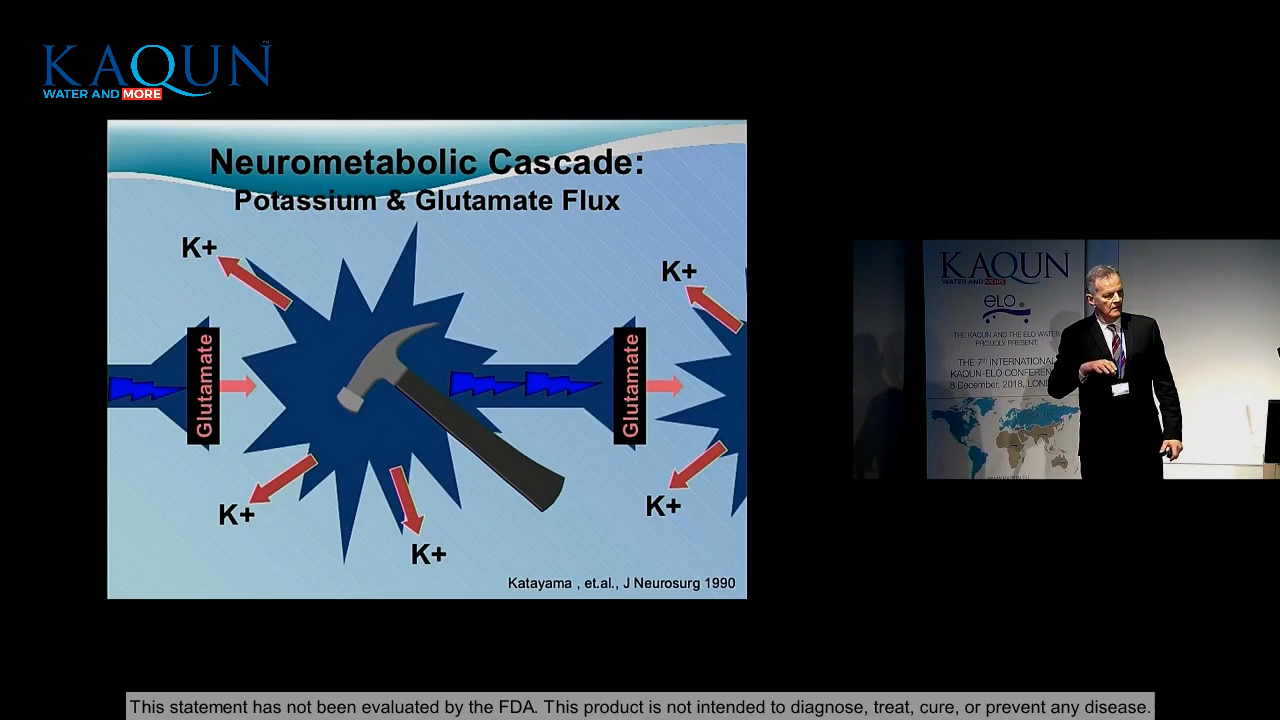 KAQUN
WATER AND MORE
Neurometabolic Cascade:
Potassium & Glutamate Flux
K+
K+
Glutamate
Glutamate
K+
K+
K+
Katayama , et.al., J Neurosurg 1990
KAQUN
WATER AND MORE
eLO
THE KAQUN AND THE ELO WATER
PROUDLY PRESENT:
THE 7TH INTERNATIONAL
KAQUN-ELO
8 December, 2018,
This statement has not been evaluated by the FDA. This product is not intended to diagnose, treat, cure, or prevent any disease.